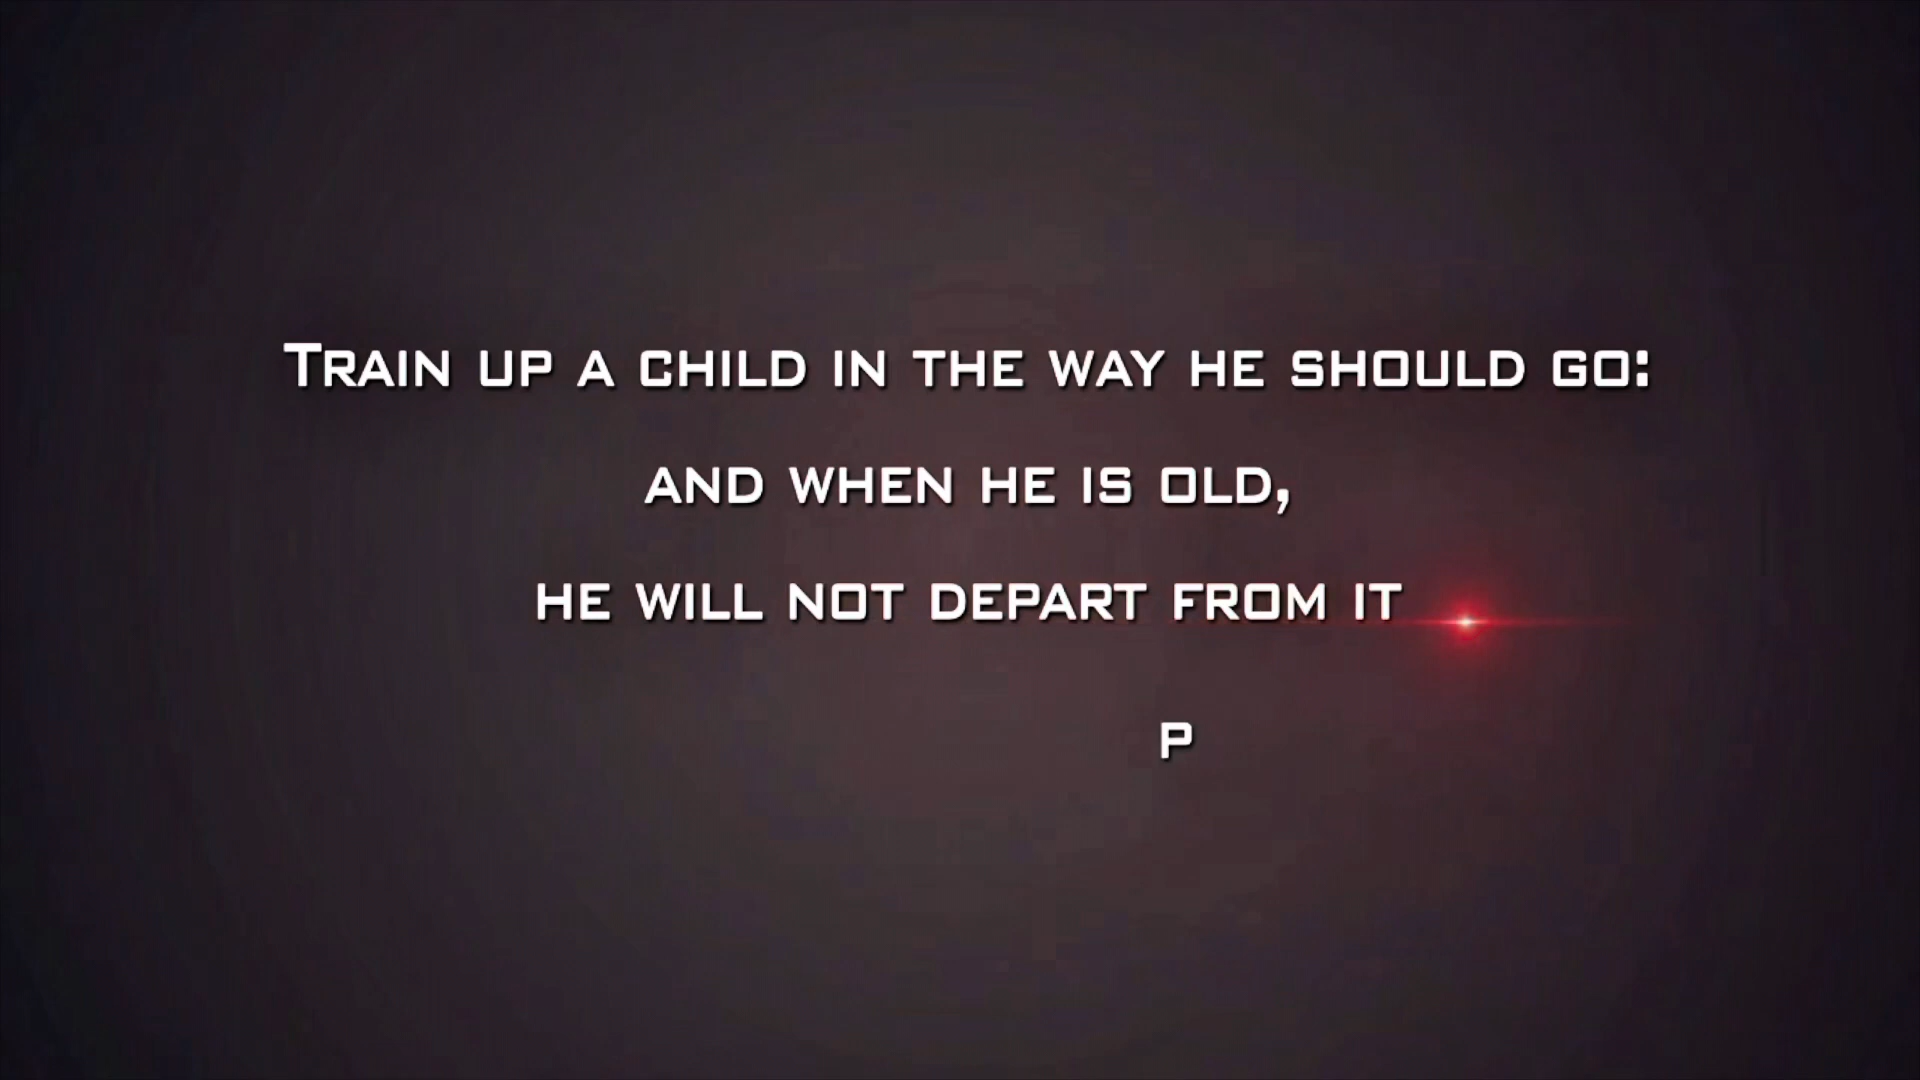 Train up a child in the way he should go:
and when he is old,
he will not depart from it
P